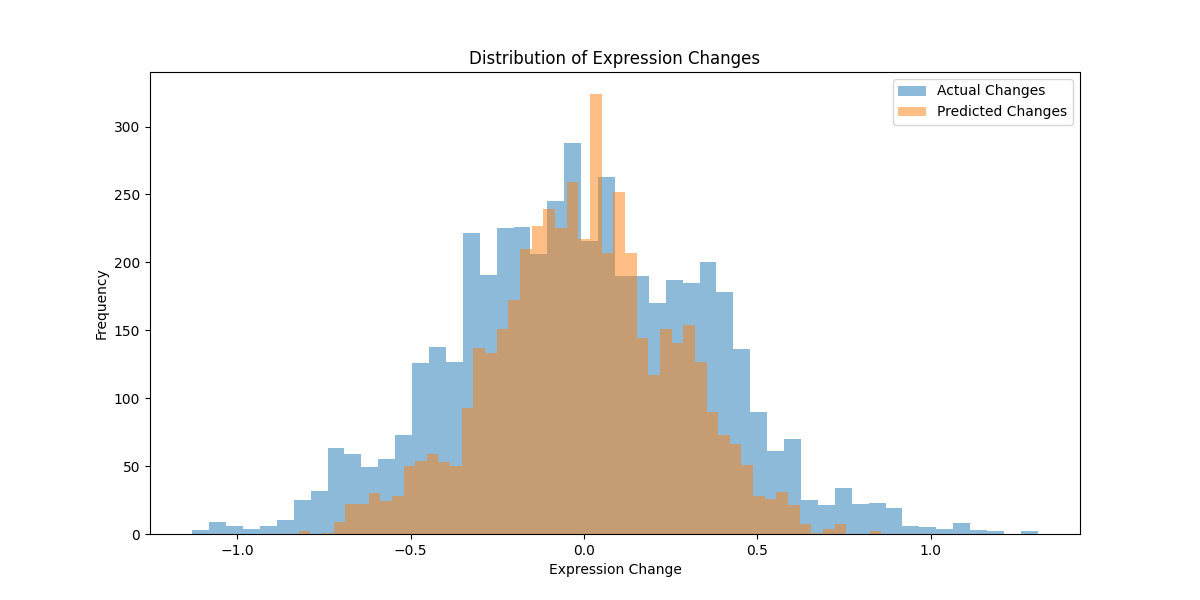 Distribution of Expression Changes
Actual Changes
Predicted Changes
300
250
200
150
100
50
0
Frequency
−1.0
−0.5
0.0
0.5
1.0
Expression Change